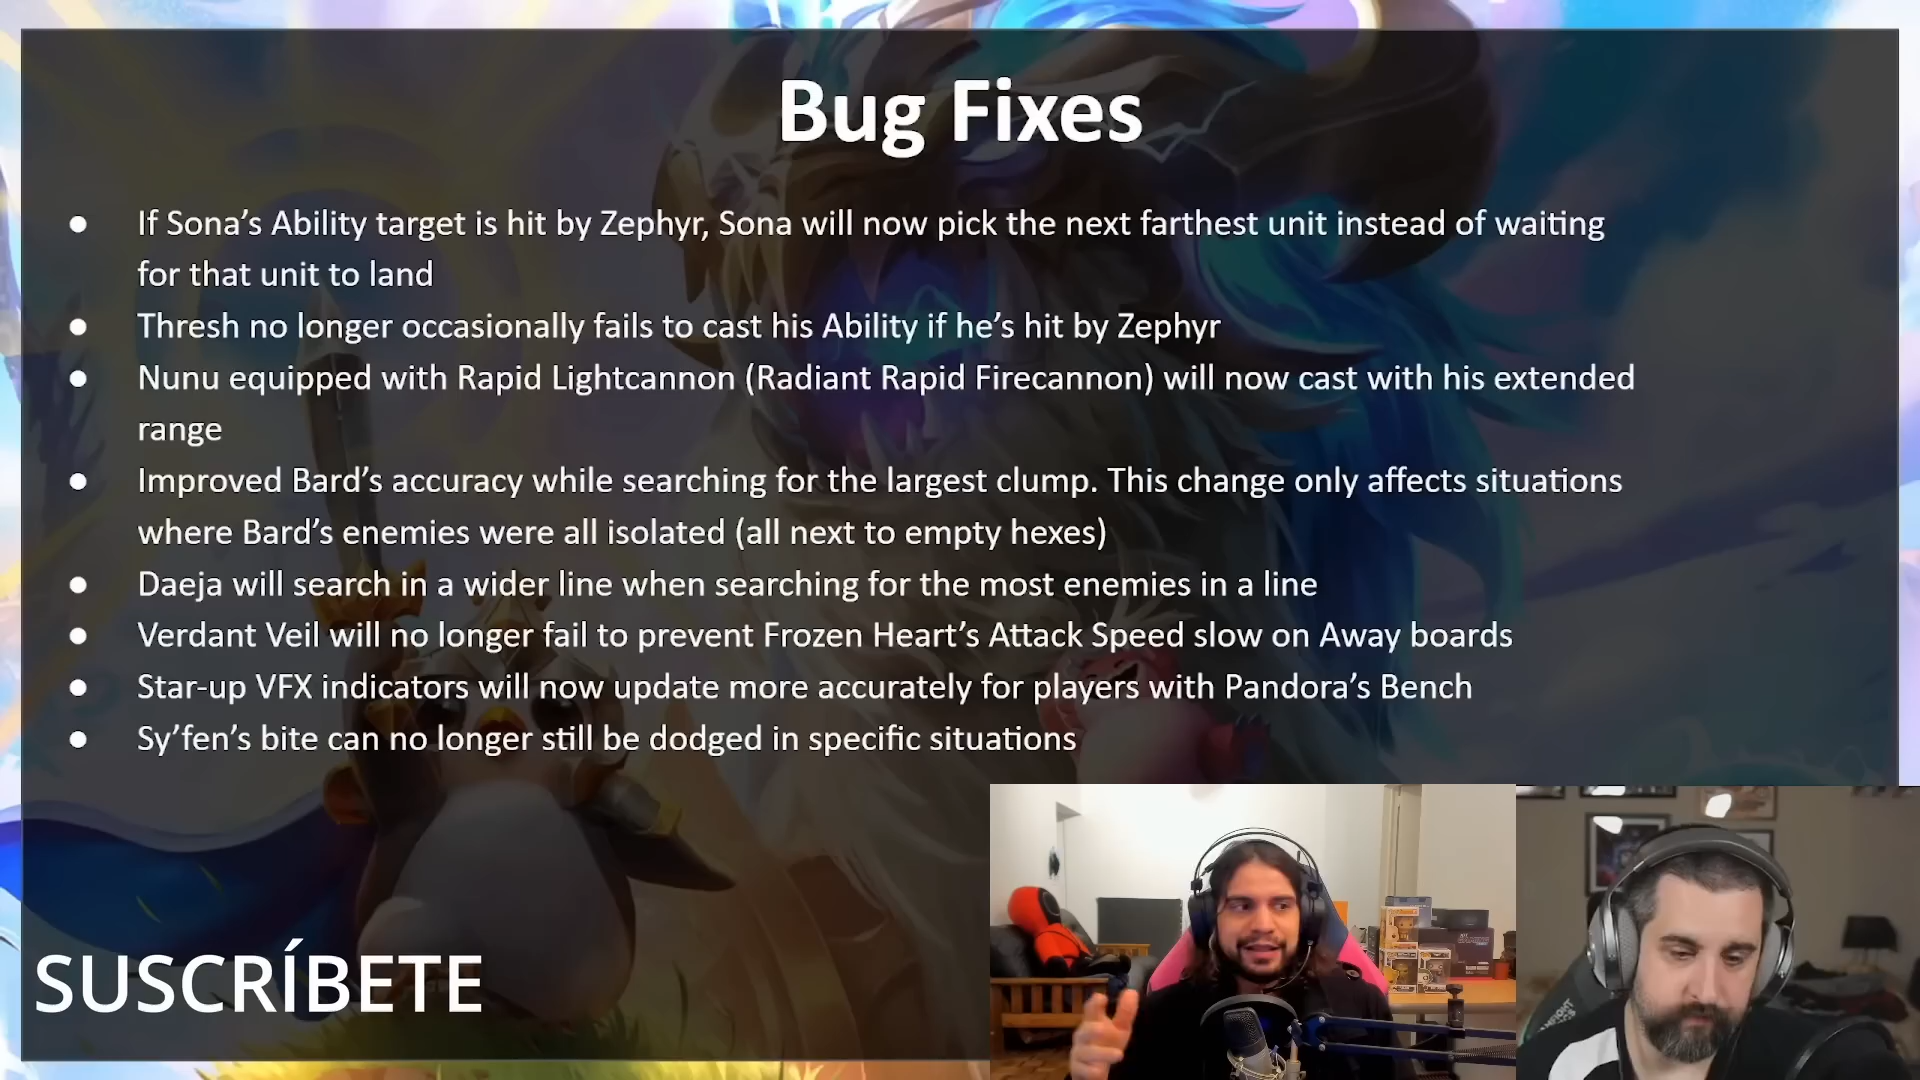 Bug Fixes
● If Sona’s Ability target is hit by Zephyr, Sona will now pick the next farthest unit instead of waiting
for that unit to land
● Thresh no longer occasionally fails to cast his Ability if he’s hit by Zephyr
● Nunu equipped with Rapid Lightcannon (Radiant Rapid Firecannon) will now cast with his extended
range
● Improved Bard’s accuracy while searching for the largest clump. This change only affects situations
where Bard’s enemies were all isolated (all next to empty hexes)
● Daeja will search in a wider line when searching for the most enemies in a line
● Verdant Veil will no longer fail to prevent Frozen Heart’s Attack Speed slow on Away boards
● Star-up VFX indicators will now update more accurately for players with Pandora’s Bench
● Sy’fen’s bite can no longer still be dodged in specific situations
SUSCRÍBETE